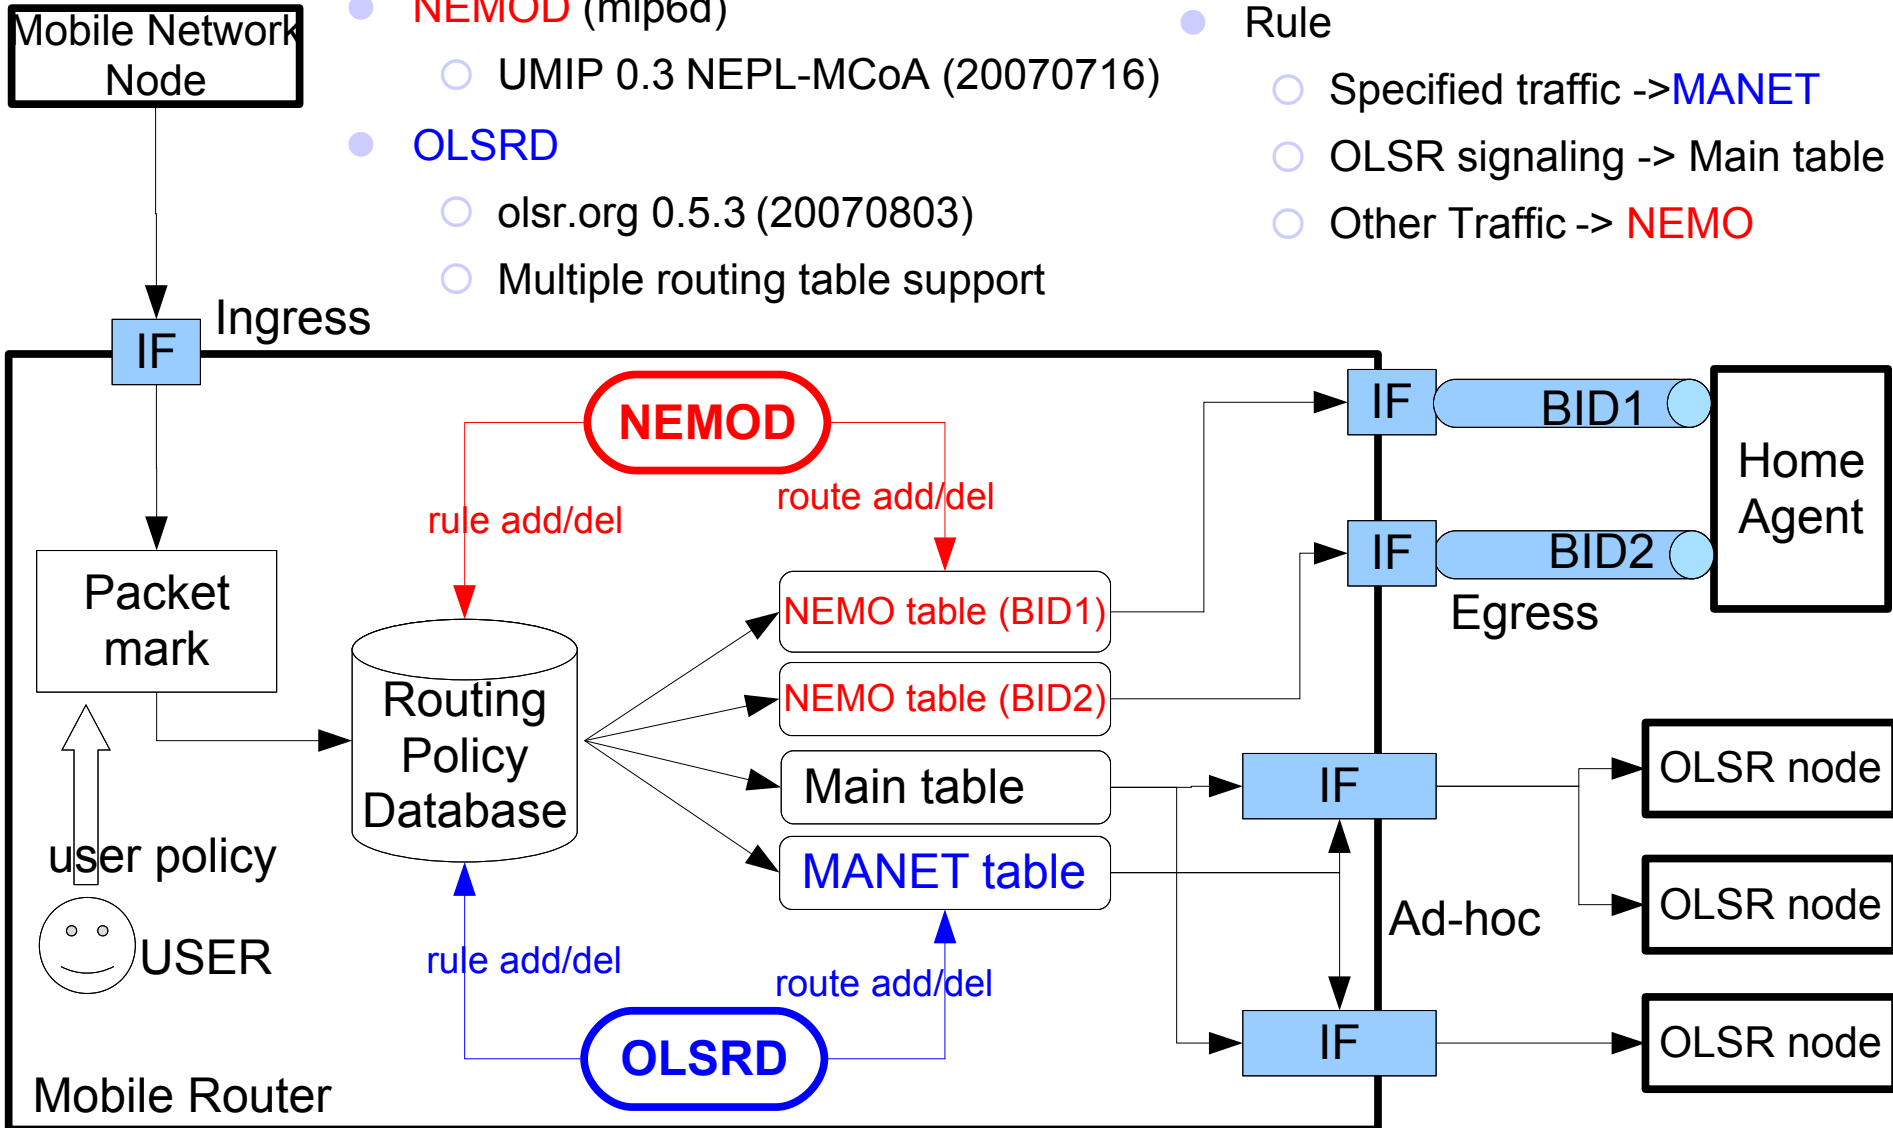 Mobile Network
Node
NEMOD (mip6d)
UMIP 0.3 NEPL-MCoA (20070716)
OLSRD
olsr.org 0.5.3 (20070803)
Multiple routing table support
Rule
Specified traffic ->MANET
OLSR signaling -> Main table
Other Traffic -> NEMO
IF
Ingress
NEMOD
rule add/del
route add/del
Packet
mark
Routing
Policy
Database
NEMO table (BID1)
NEMO table (BID2)
Main table
MANET table
IF
BID1
IF
BID2
Home
Agent
Egress
user policy
USER
rule add/del
route add/del
OLSRD
Mobile Router
IF
Ad-hoc
IF
OLSR node
OLSR node
OLSR node